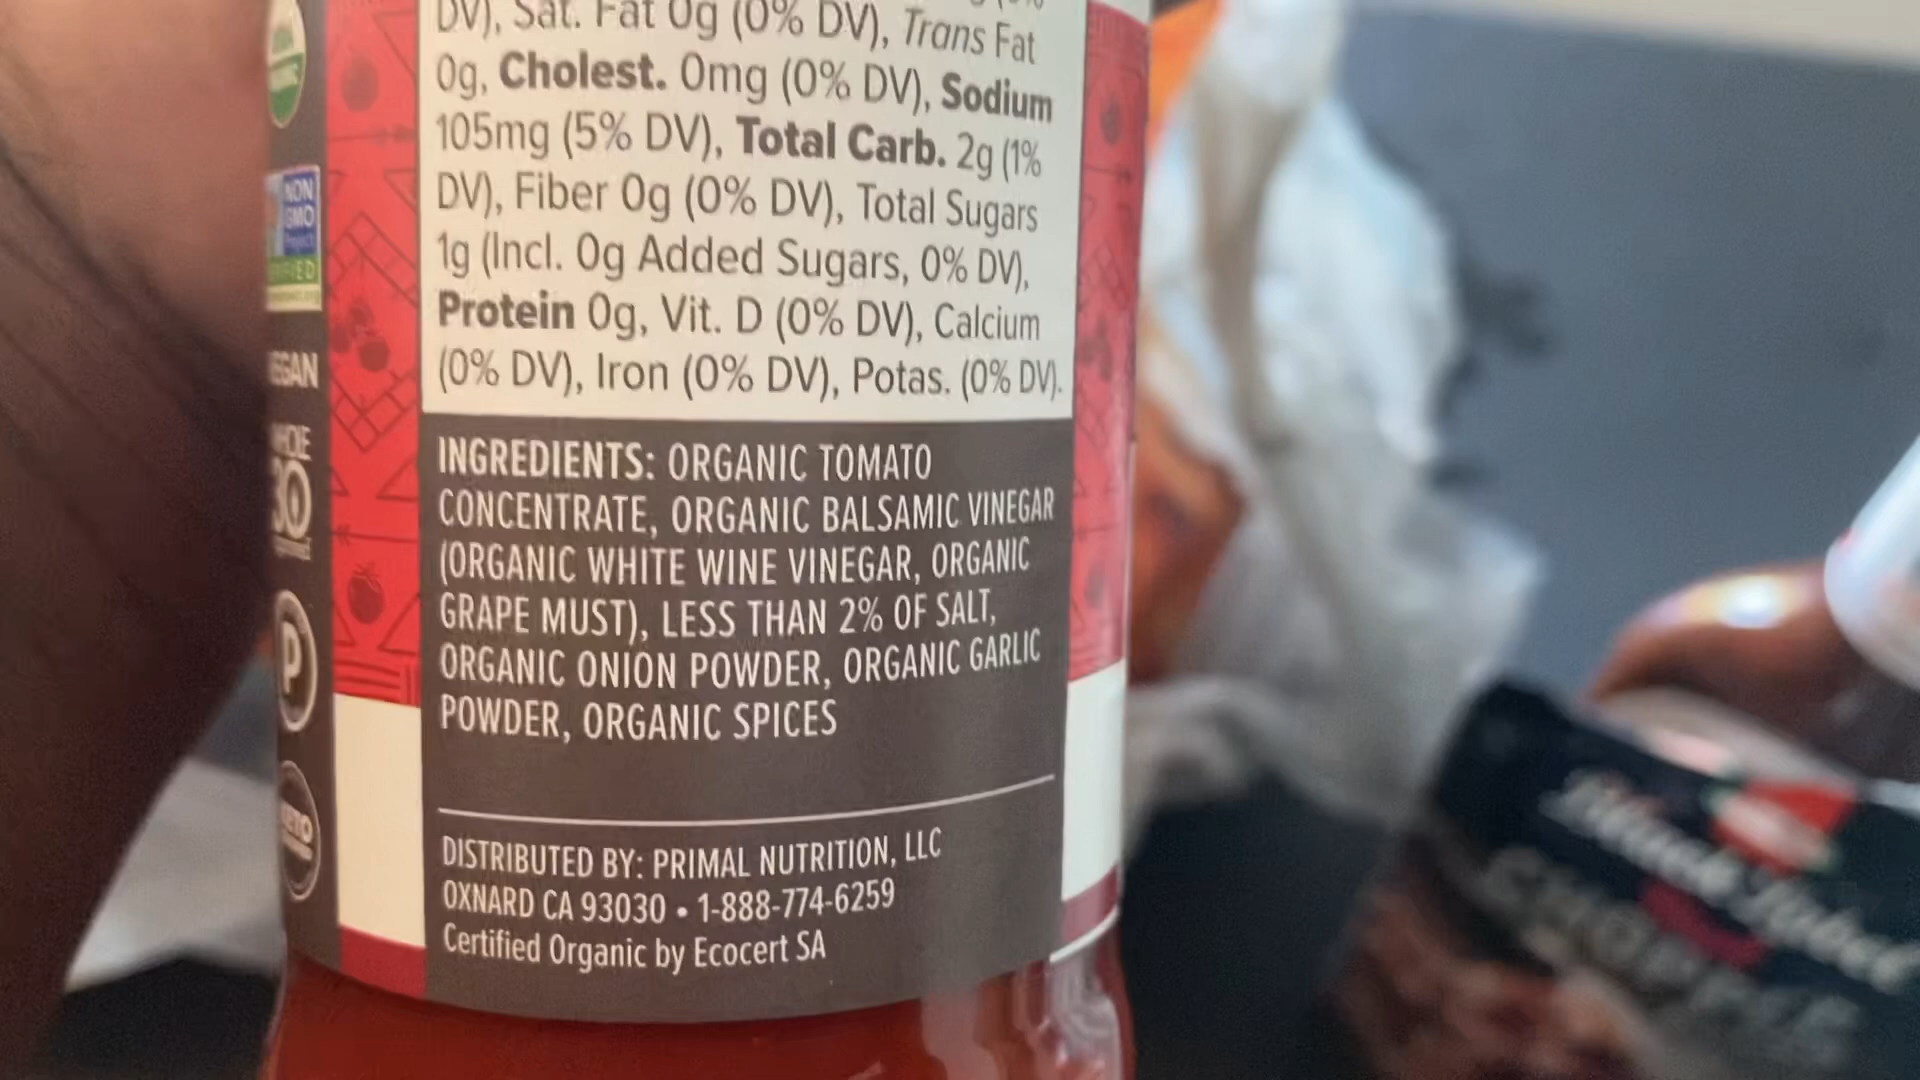 DV), Sat. Fat 0g (0% DV), Trans Fat
0g, Cholest. 0mg (0% DV), Sodium
105mg (5% DV), Total Carb. 2g (1%
DV), Fiber 0g (0% DV), Total Sugars
1g (Incl. 0g Added Sugars, 0% DV),
Protein 0g, Vit. D (0% DV), Calcium
(0% DV), Iron (0% DV), Potas. (0% DV).
INGREDIENTS: ORGANIC TOMATO
CONCENTRATE, ORGANIC BALSAMIC VINEGAR
(ORGANIC WHITE WINE VINEGAR, ORGANIC
GRAPE MUST), LESS THAN 2% OF SALT,
ORGANIC ONION POWDER, ORGANIC GARLIC
POWDER, ORGANIC SPICES
DISTRIBUTED BY: PRIMAL NUTRITION, LLC
OXNARD CA 93030 • 1-888-774-6259
Certified Organic by Ecocert SA
NON
GMO
EGAN
30
P